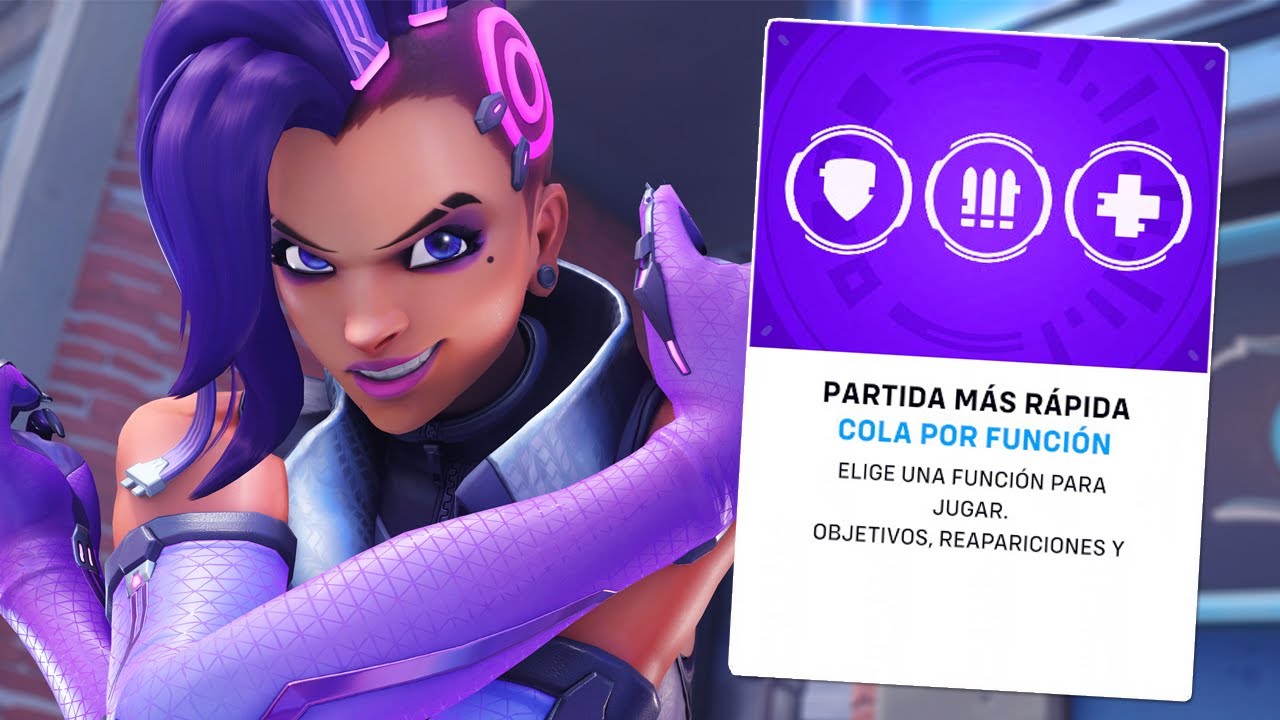 PARTIDA MÁS RÁPIDA
COLA POR FUNCIÓN
ELIGE UNA FUNCIÓN PARA
JUGAR.
OBJETIVOS, REAPARICIONES Y